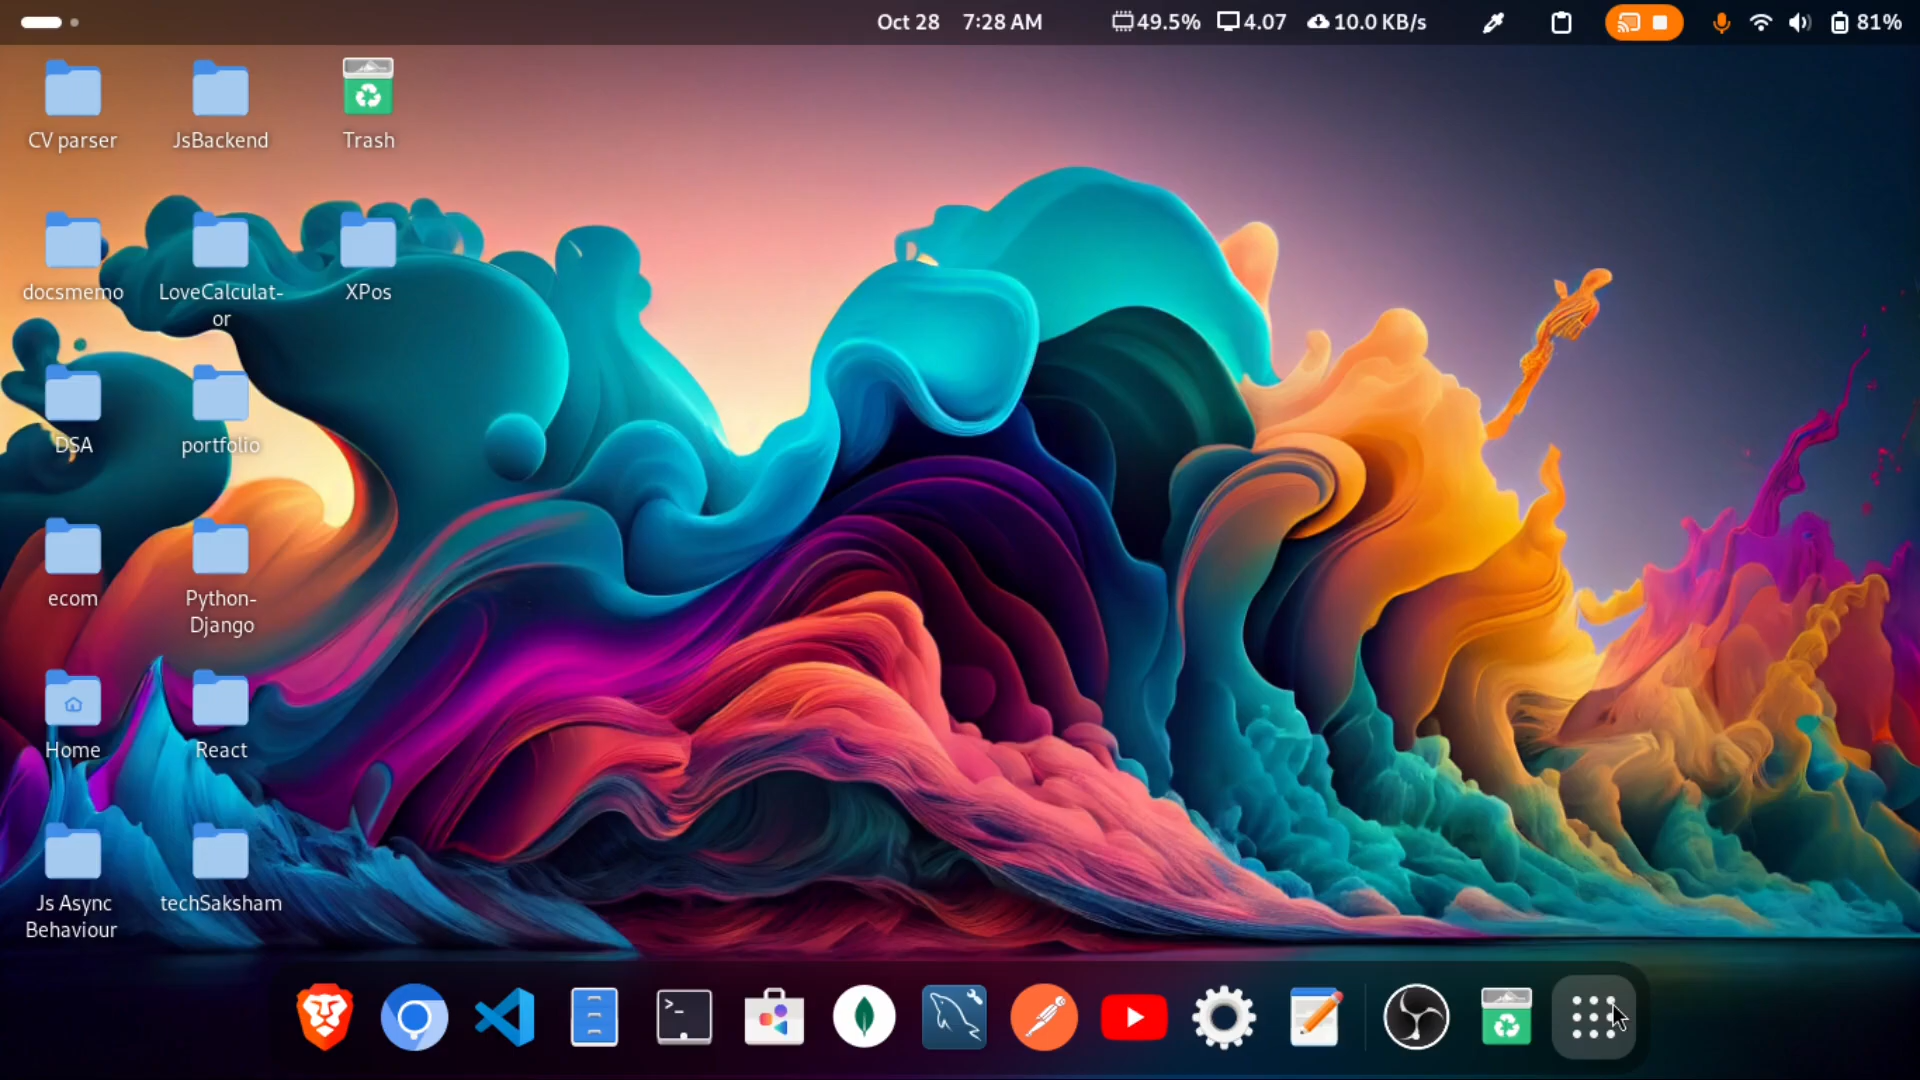 Oct 28 7:28 AM 49.5% 4.07 10.0 KB/s 81%
CV parser
JsBackend
Trash
docsmemo
LoveCalculat-
or
XPos
DSA
portfolio
ecom
Python-
Django
Home
React
Js Async
Behaviour
techSaksham
>-